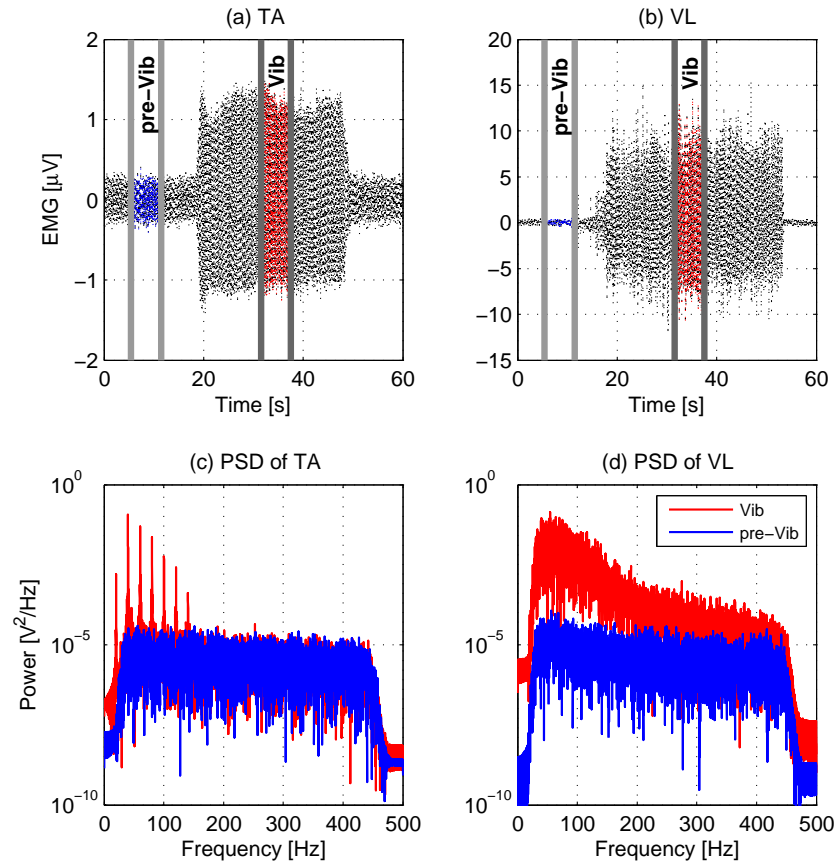 (a) TA
(b) VL
2
1
0
−1
−2
EMG [μV]
pre−Vib
Vib
0
20
40
60
Time [s]
20
15
10
5
0
−5
−10
−15
pre−Vib
Vib
0
20
40
60
Time [s]
(c) PSD of TA
(d) PSD of VL
10^0
10^−5
10^−10
Power [V^2/Hz]
0
100
200
300
400
500
Frequency [Hz]
10^0
10^−5
10^−10
Vib
pre−Vib
0
100
200
300
400
500
Frequency [Hz]